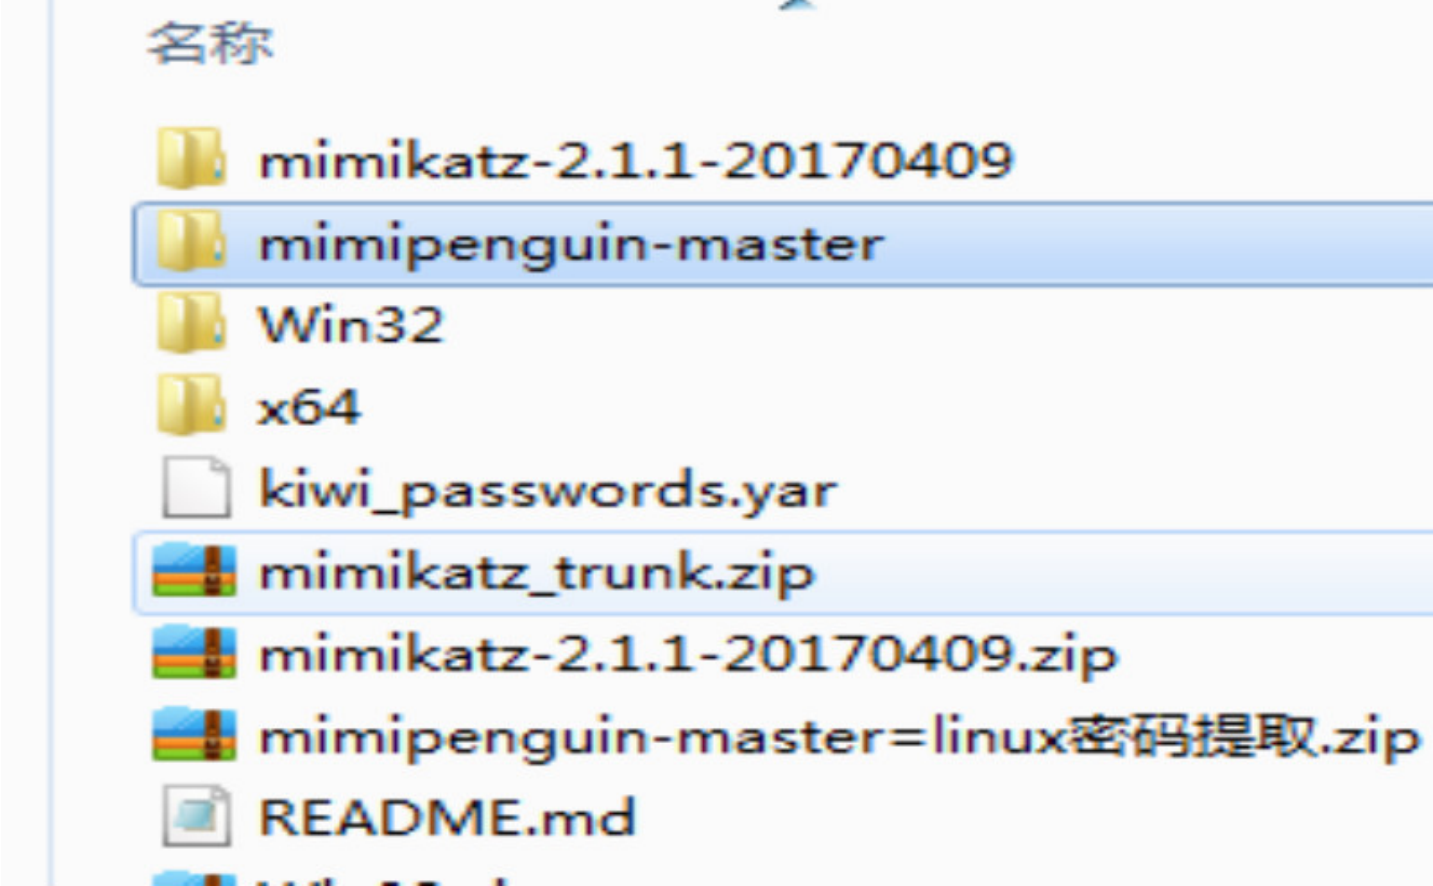 名称
mimikatz-2.1.1-20170409
mimipenguin-master
Win32
x64
kiwi_passwords.yar
mimikatz_trunk.zip
mimikatz-2.1.1-20170409.zip
mimipenguin-master=linux密码提取.zip
README.md